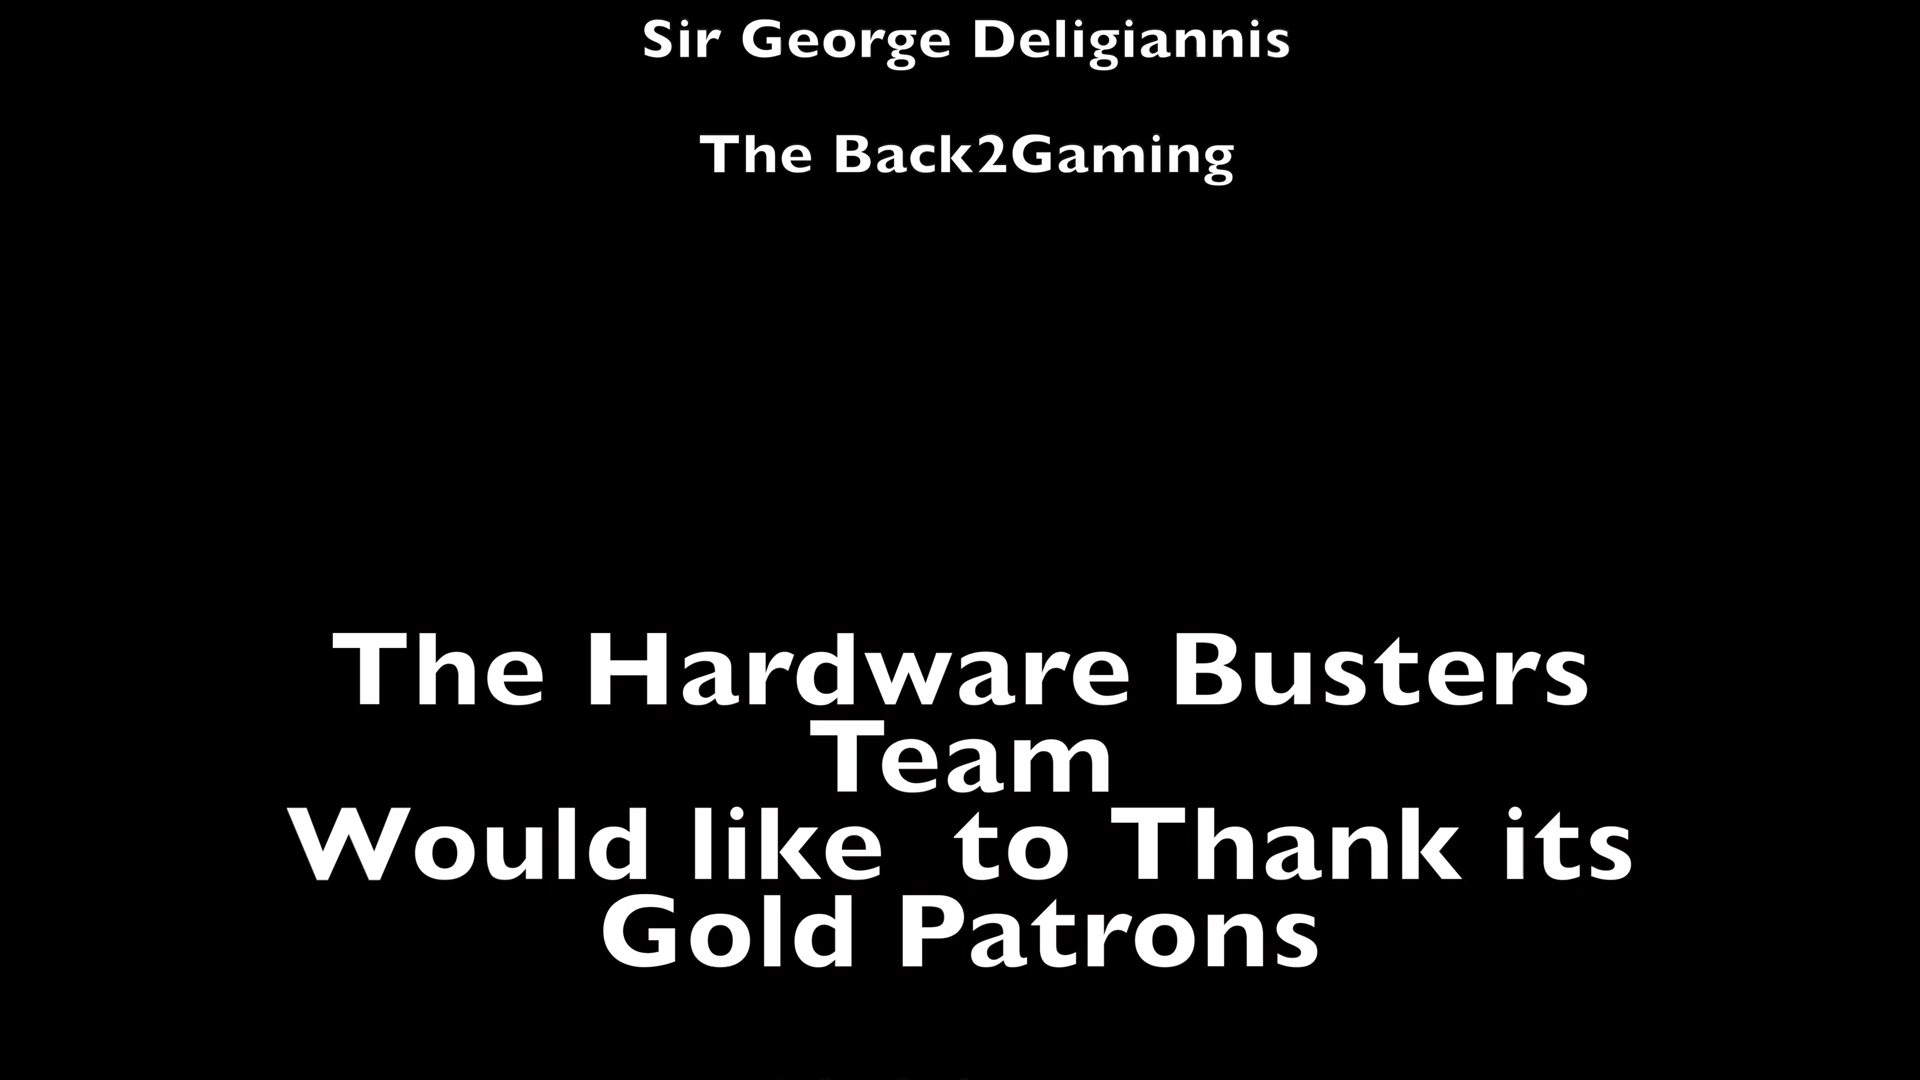 Sir George Deligiannis
The Back2Gaming
The Hardware Busters
Team
Would like  to Thank its
Gold Patrons